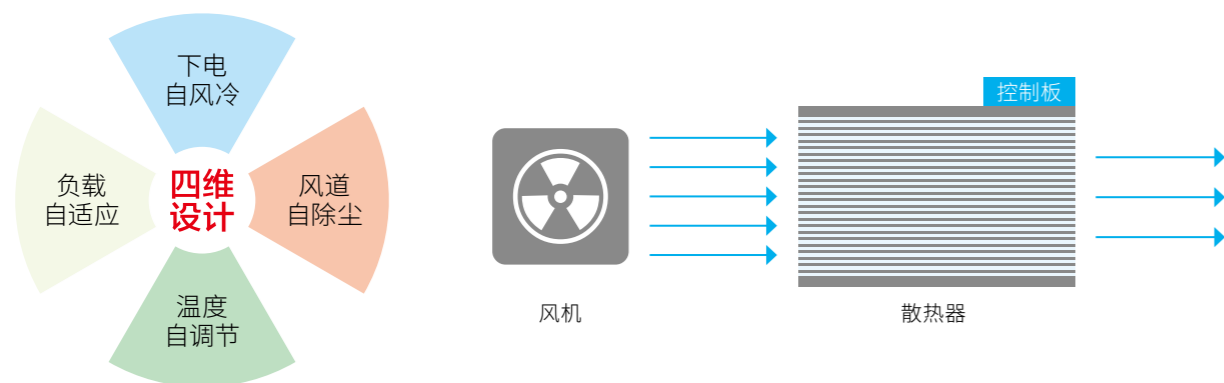 下电
自风冷
负载
自适应
四维
设计
风道
自除尘
温度
自调节
控制板
风机
散热器